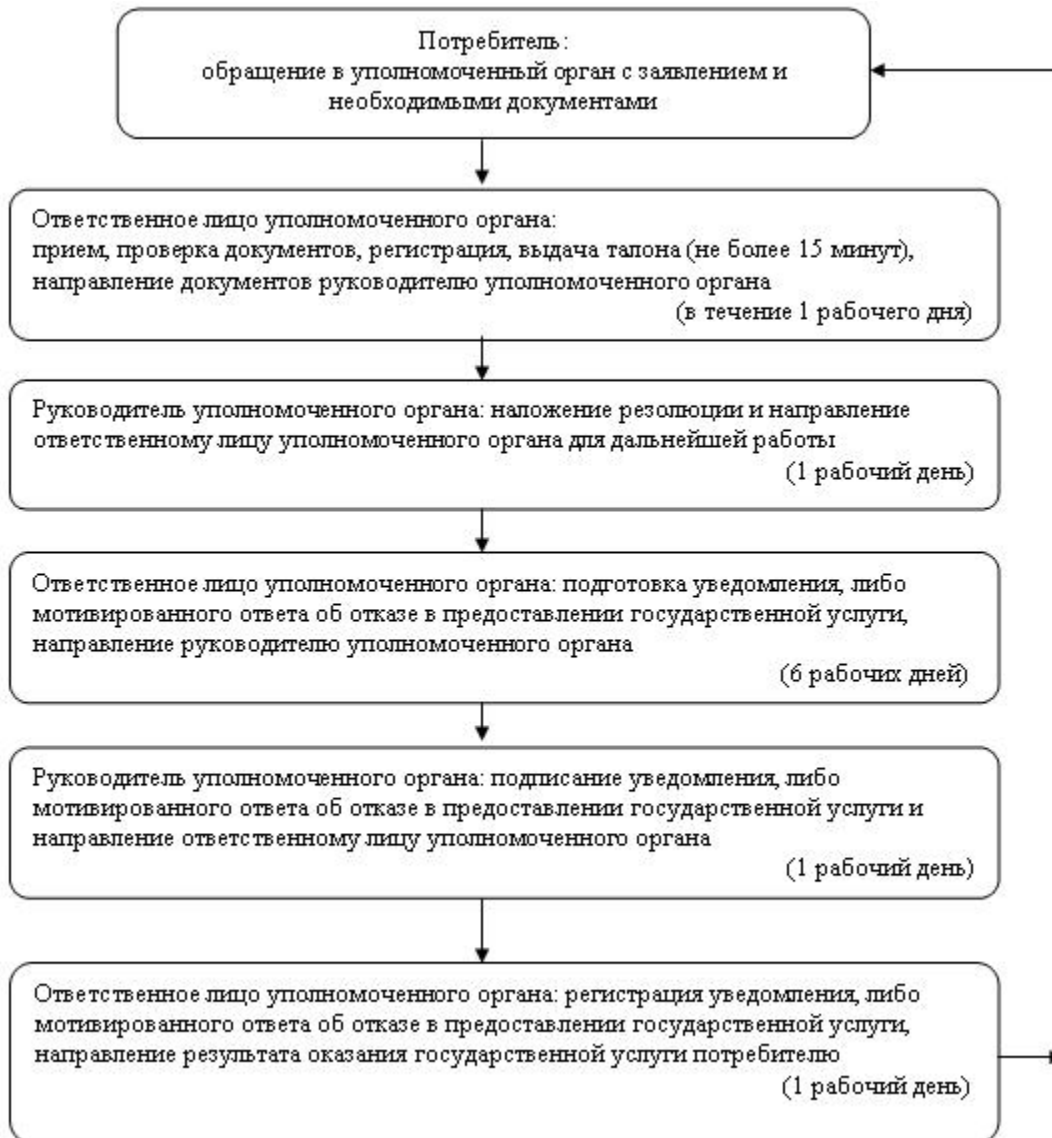 Потребитель:
обращение в уполномоченный орган с заявлением и
необходимыми документами
Ответственное лицо уполномоченного органа:
прием, проверка документов, регистрация, выдача талона (не более 15 минут),
направление документов руководителю уполномоченного органа
(в течение 1 рабочего дня)
Руководитель уполномоченного органа: наложение резолюции и направление
ответственному лицу уполномоченного органа для дальнейшей работы
(1 рабочий день)
Ответственное лицо уполномоченного органа: подготовка уведомления, либо
мотивированного ответа об отказе в предоставлении государственной услуги,
направление руководителю уполномоченного органа
(6 рабочих дней)
Руководитель уполномоченного органа: подписание уведомления, либо
мотивированного ответа об отказе в предоставлении государственной услуги и
направление ответственному лицу уполномоченного органа
(1 рабочий день)
Ответственное лицо уполномоченного органа: регистрация уведомления, либо
мотивированного ответа об отказе в предоставлении государственной услуги,
направление результата оказания государственной услуги потребителю
(1 рабочий день)